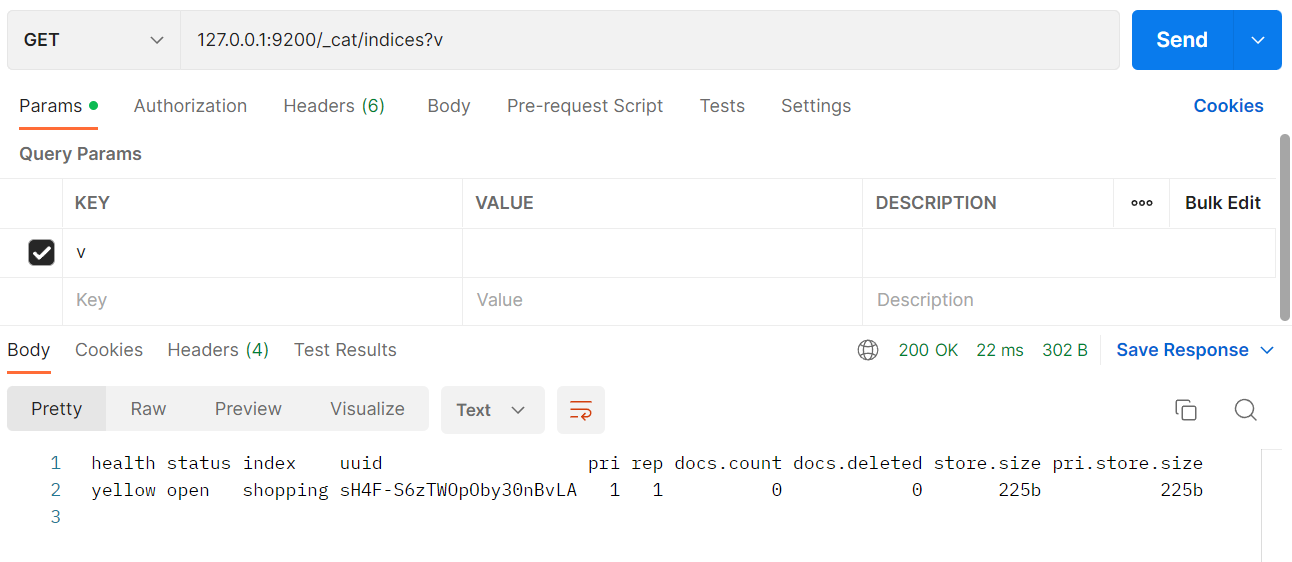 GET 127.0.0.1:9200/_cat/indices?v Send
Params Authorization Headers (6) Body Pre-request Script Tests Settings Cookies
Query Params
KEY VALUE DESCRIPTION ooo Bulk Edit
v
Key Value Description
Body Cookies Headers (4) Test Results 200 OK 22 ms 302 B Save Response
Pretty Raw Preview Visualize Text
1 health status index uuid pri rep docs.count docs.deleted store.size pri.store.size
2 yellow open shopping sH4F-S6zTWOpOby30nBvLA 1 1 0 0 225b 225b
3